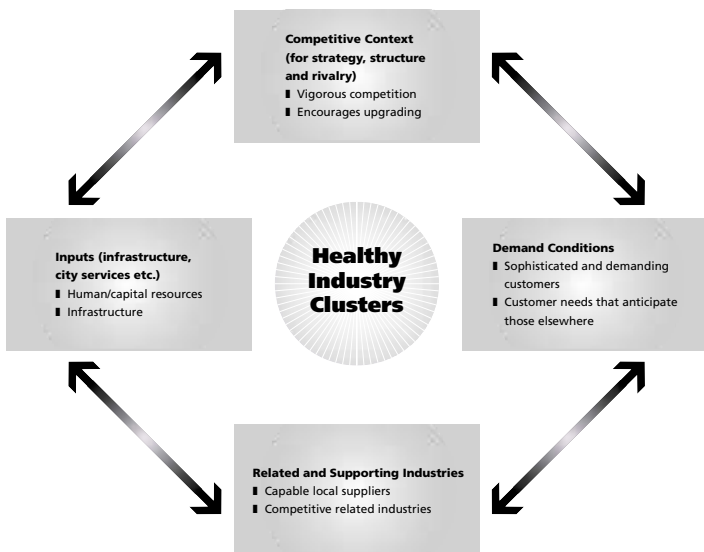 Competitive Context
(for strategy, structure
and rivalry)
▮ Vigorous competition
▮ Encourages upgrading
Inputs (infrastructure,
city services etc.)
▮ Human/capital resources
▮ Infrastructure
Healthy
Industry
Clusters
Demand Conditions
▮ Sophisticated and demanding
customers
▮ Customer needs that anticipate
those elsewhere
Related and Supporting Industries
▮ Capable local suppliers
▮ Competitive related industries